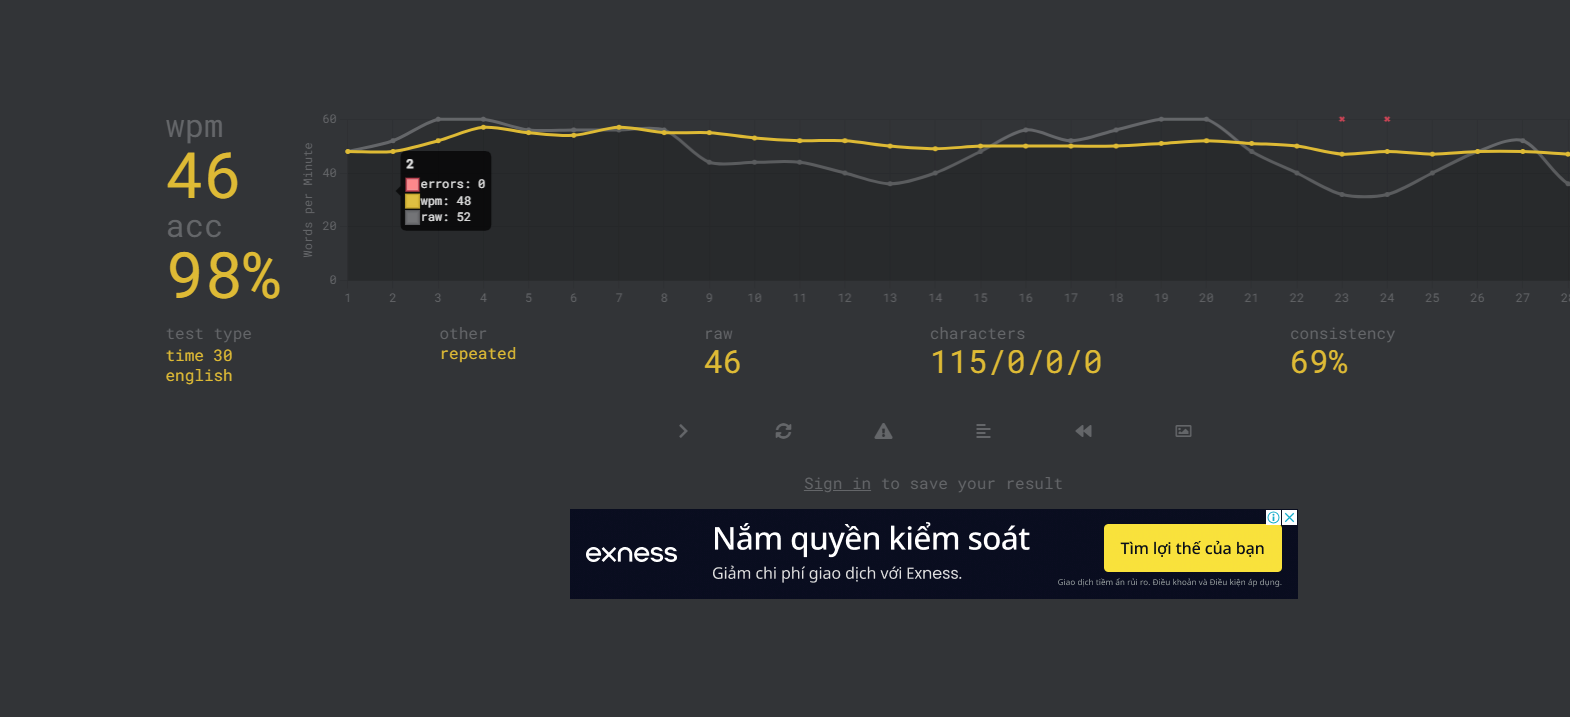 wpm
46
acc
98%
Words per Minute
60
40
20
0
2
errors: 0
wpm: 48
raw: 52
1 2 3 4 5 6 7 8 9 10 11 12 13 14 15 16 17 18 19 20 21 22 23 24 25 26 27
test type
time 30
english
other
repeated
raw
46
characters
115/0/0/0
consistency
69%
Sign in to save your result
exness
Nắm quyền kiểm soát
Giảm chi phí giao dịch với Exness.
Tìm lợi thế của bạn
Giao dịch tiềm ẩn rủi ro. Điều khoản và Điều kiện áp dụng.